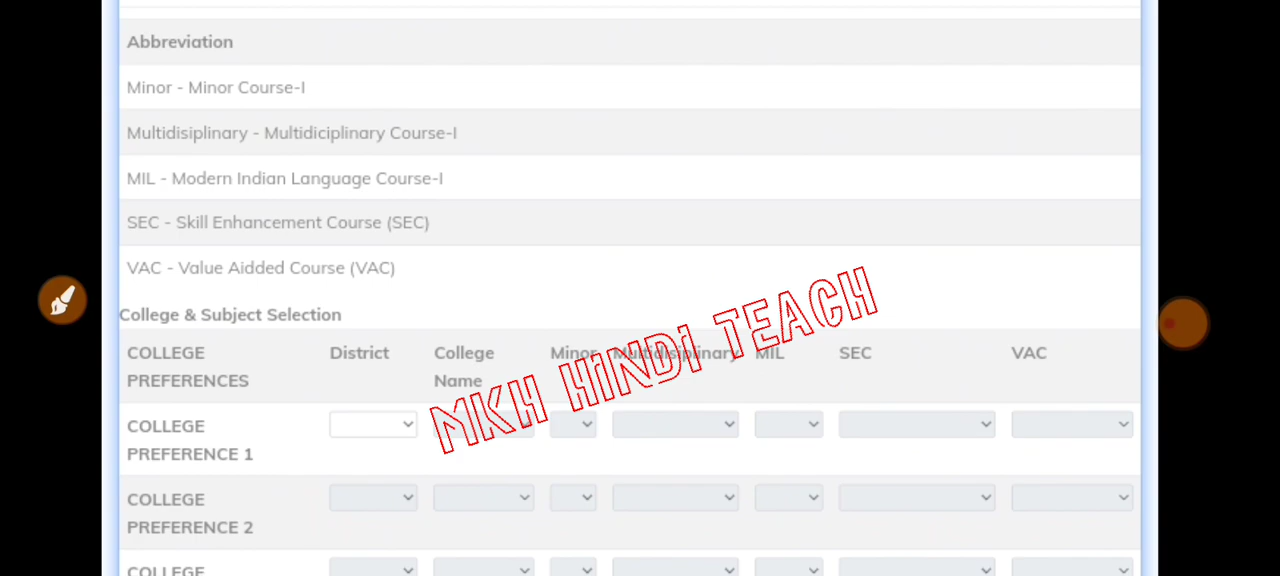 Abbreviation
Minor - Minor Course-I
Multidisiplinary - Multidiciplinary Course-I
MIL - Modern Indian Language Course-I
SEC - Skill Enhancement Course (SEC)
VAC - Value Aidded Course (VAC)
College & Subject Selection
COLLEGE PREFERENCES District College Name Minor Multidisiplinary MIL SEC VAC
MKH HiNDi TEACH
COLLEGE
PREFERENCE 1
COLLEGE
PREFERENCE 2
COLLEGE